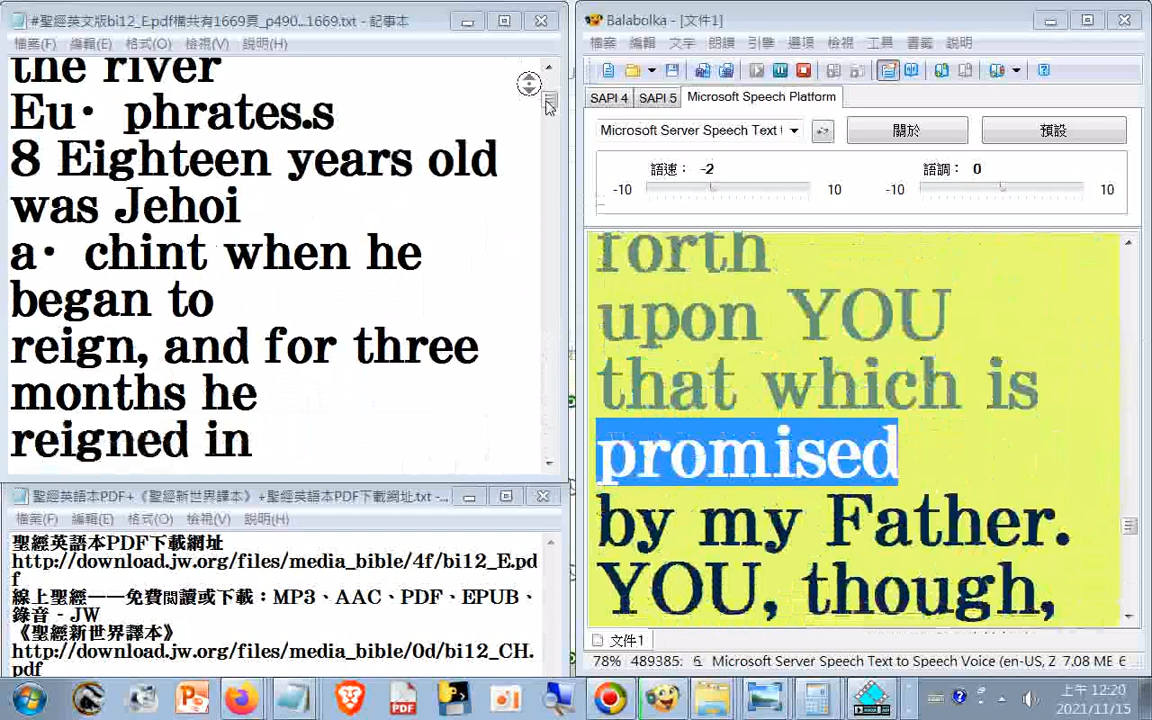 #聖經英文版bi12_E.pdf檔共有1669頁_p490...1669.txt - 記事本
檔案(F) 編輯(E) 格式(O) 檢視(V) 說明(H)
the river
Eu· phrates.s
8 Eighteen years old
was Jehoi
a· chint when he
began to
reign, and for three
months he
reigned in
聖經英語本PDF+《聖經新世界譯本》+聖經英語本PDF下載網址.txt -...
檔案(F) 編輯(E) 格式(O) 檢視(V) 說明(H)
聖經英語本PDF下載網址
http://download.jw.org/files/media_bible/4f/bi12_E.pd
f
線上聖經——免費閱讀或下載：MP3、AAC、PDF、EPUB、
錄音 - JW
《聖經新世界譯本》
http://download.jw.org/files/media_bible/0d/bi12_CH.
pdf
Balabolka - [文件1]
檔案 編輯 文字 朗讀 引擎 選項 檢視 工具 書籤 說明
SAPI 4 SAPI 5 Microsoft Speech Platform
Microsoft Server Speech Text 關於 預設
語速： -2 語調： 0
-10 10 -10 10
forth
upon YOU
that which is
promised
by my Father.
YOU, though,
文件1
78% 489385: 6 Microsoft Server Speech Text to Speech Voice (en-US, Z 7.08 ME 6
上午 12:20
2021/11/15